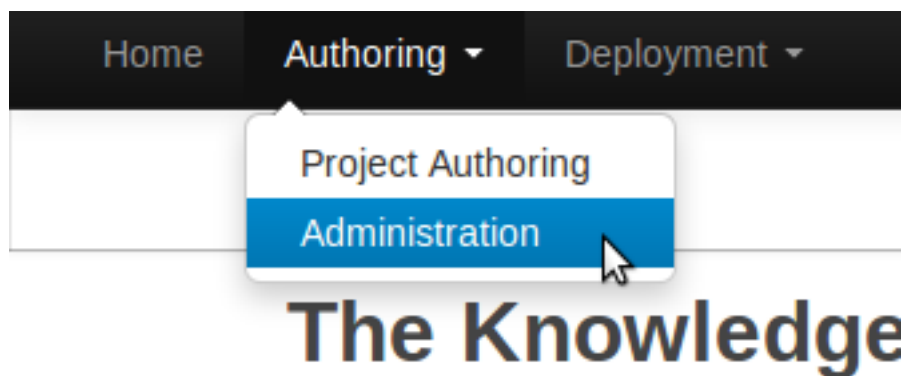 Home Authoring Deployment
Project Authoring
Administration
The Knowledge